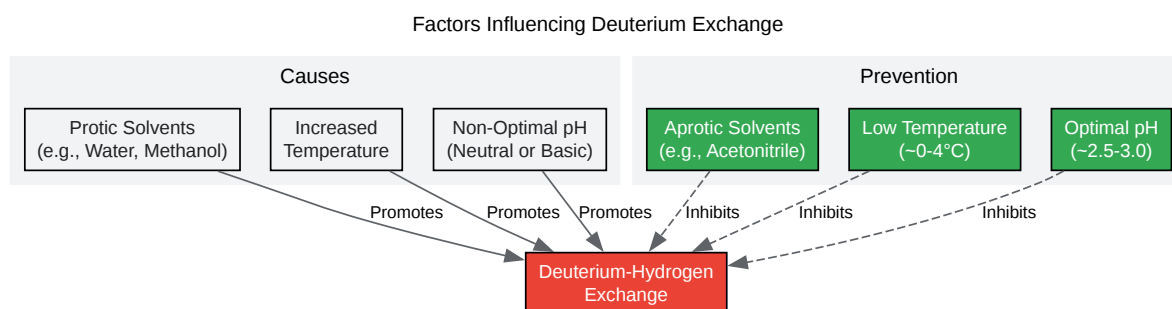 Factors Influencing Deuterium Exchange
Causes
Prevention
Protic Solvents
(e.g., Water, Methanol)
Increased
Temperature
Non-Optimal pH
(Neutral or Basic)
Aprotic Solvents
(e.g., Acetonitrile)
Low Temperature
(~0-4°C)
Optimal pH
(~2.5-3.0)
Promotes
Promotes
Promotes
Inhibits
Inhibits
Inhibits
Deuterium-Hydrogen
Exchange